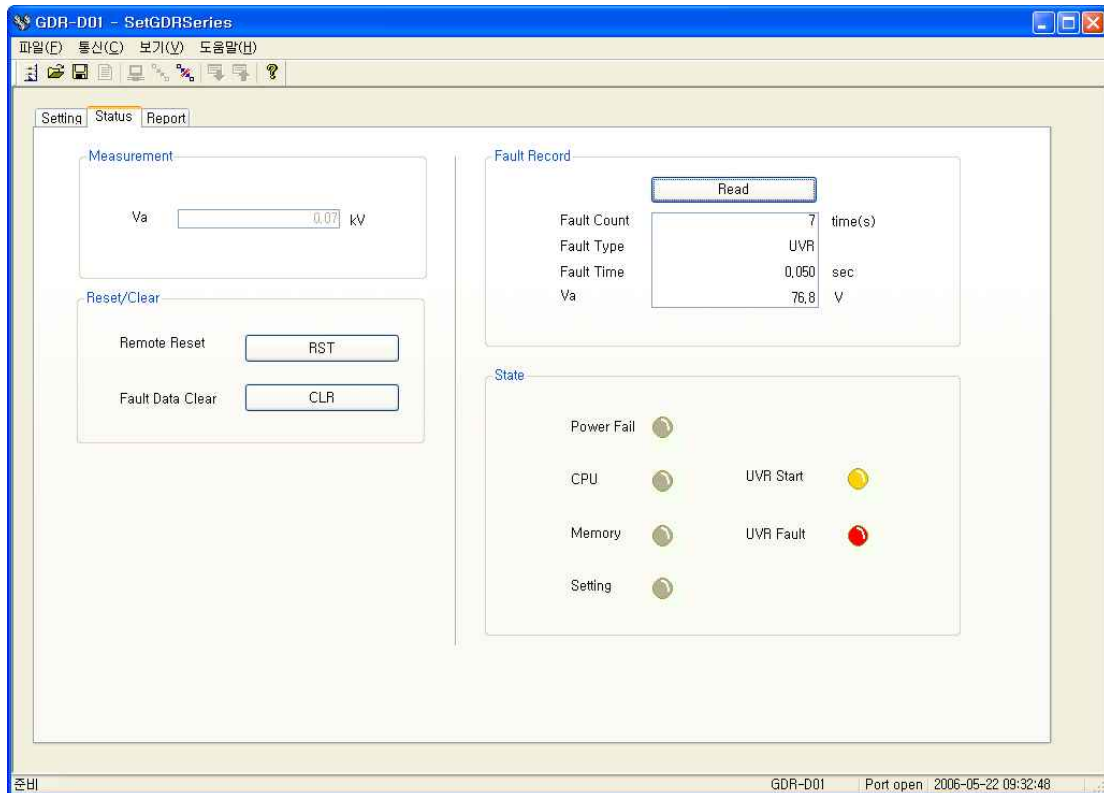 GDR-D01 - SetGDRSeries
파일(F) 통신(C) 보기(V) 도움말(H)
Setting Status Report
Measurement
Va 0.07 kV
Reset/Clear
Remote Reset RST
Fault Data Clear CLR
Fault Record
Read
Fault Count 7 time(s)
Fault Type UVR
Fault Time 0.050 sec
Va 76.8 V
State
Power Fail
CPU UVR Start
Memory UVR Fault
Setting
준비 GDR-D01 Port open 2006-05-22 09:32:48